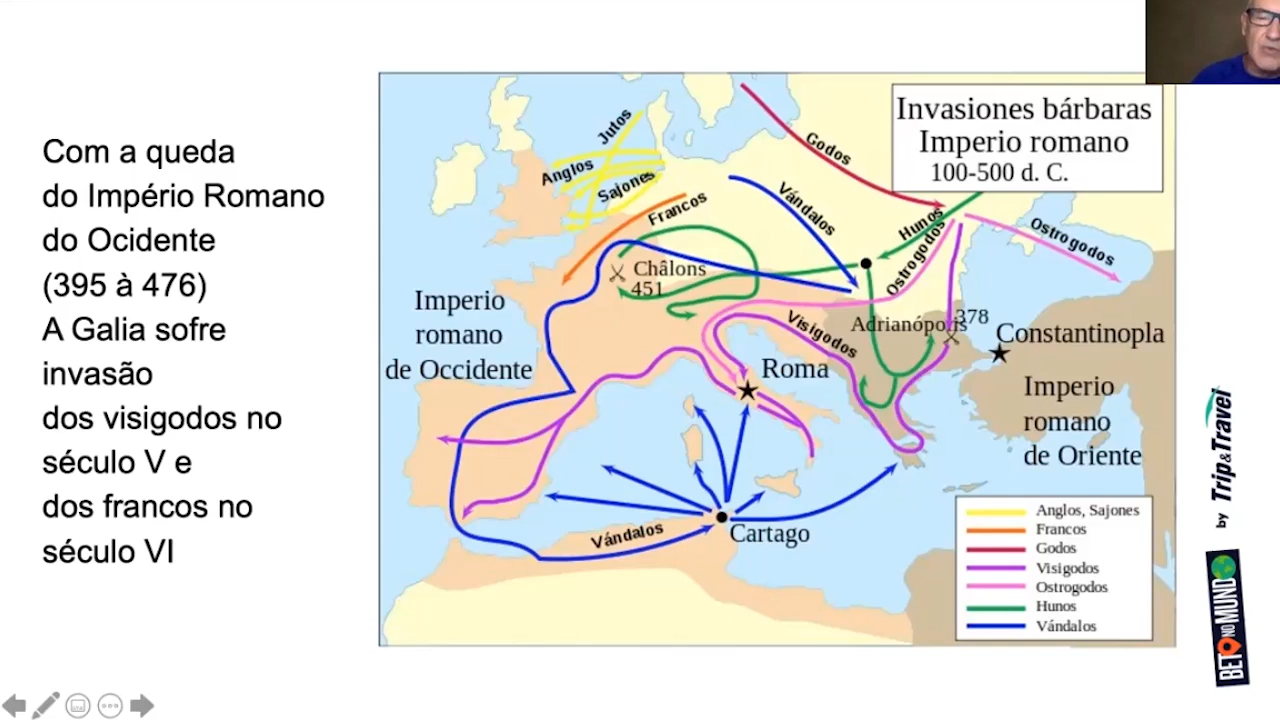 Com a queda
do Império Romano
do Ocidente
(395 à 476)
A Galia sofre
invasão
dos visigodos no
século V e
dos francos no
século VI
Invasiones bárbaras
Imperio romano
100-500 d. C.
Jutos
Anglos
Sajones
Francos
Godos
Vándalos
Hunos
Ostrogodos
Ostrogodos
Châlons
451
Imperio
romano
de Occidente
Visigodos
Adrianópolis
378
Constantinopla
Roma
Imperio
romano
de Oriente
Vándalos
Cartago
Anglos, Sajones
Francos
Godos
Visigodos
Ostrogodos
Hunos
Vándalos
by Trip&Travel
BETO NO MUNDO